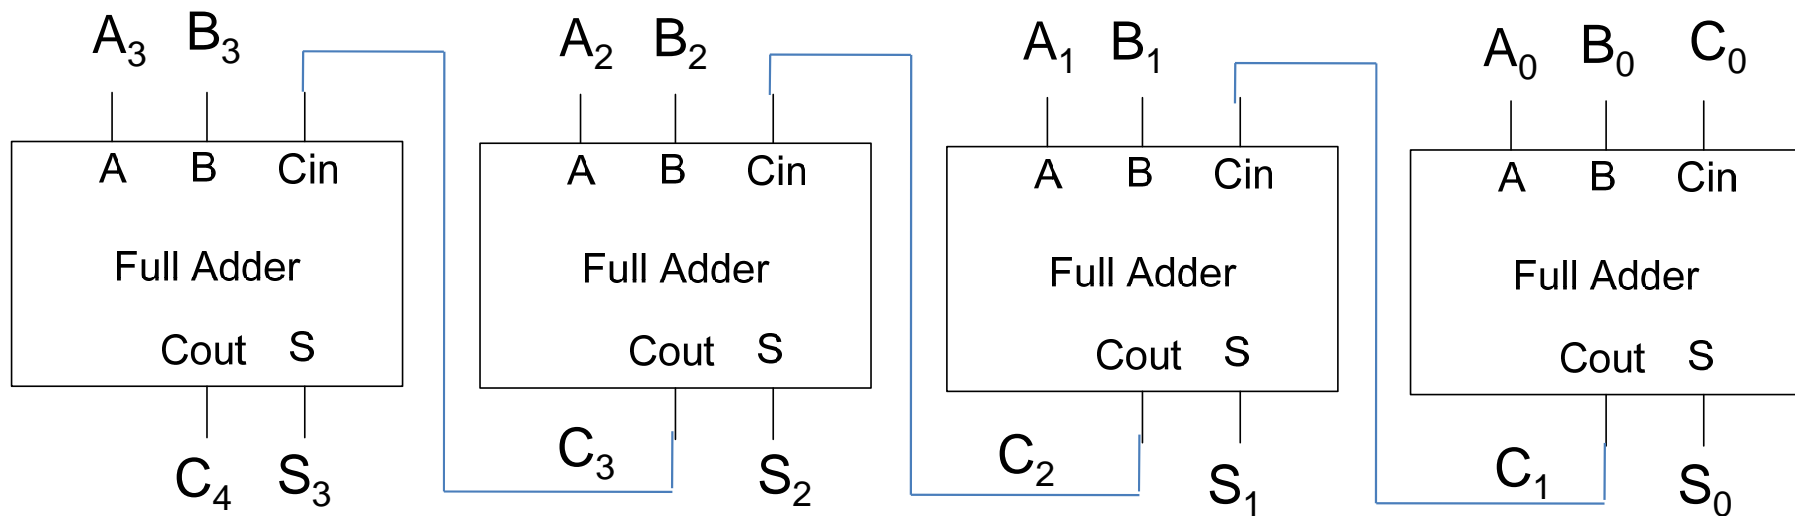 A3 B3 A2 B2 A1 B1 A0 B0 C0
A B Cin A B Cin A B Cin A B Cin
Full Adder Full Adder Full Adder Full Adder
Cout S Cout S Cout S Cout S
C4 S3 C3 S2 C2 S1 C1 S0